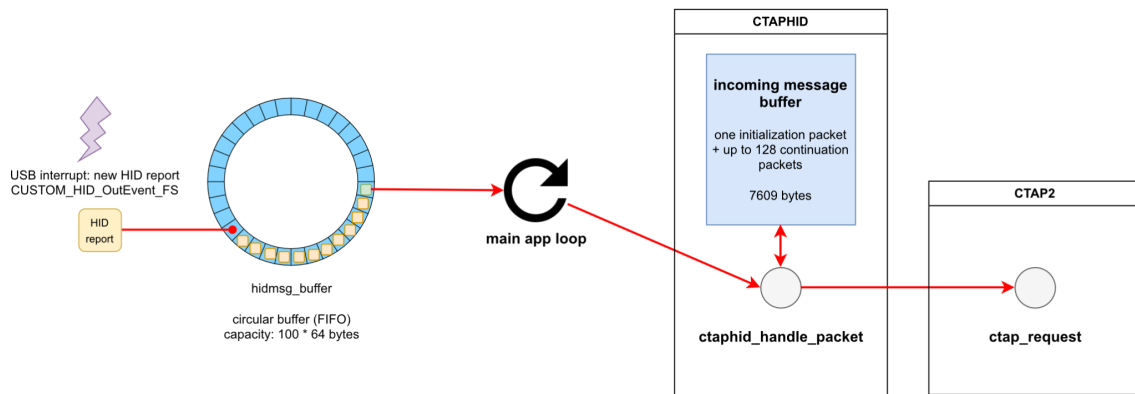 USB interrupt: new HID report
CUSTOM_HID_OutEvent_FS
HID
report
hidmsg_buffer
circular buffer (FIFO)
capacity: 100 * 64 bytes
main app loop
CTAPHID
incoming message
buffer
one initialization packet
+ up to 128 continuation
packets
7609 bytes
ctaphid_handle_packet
CTAP2
ctap_request